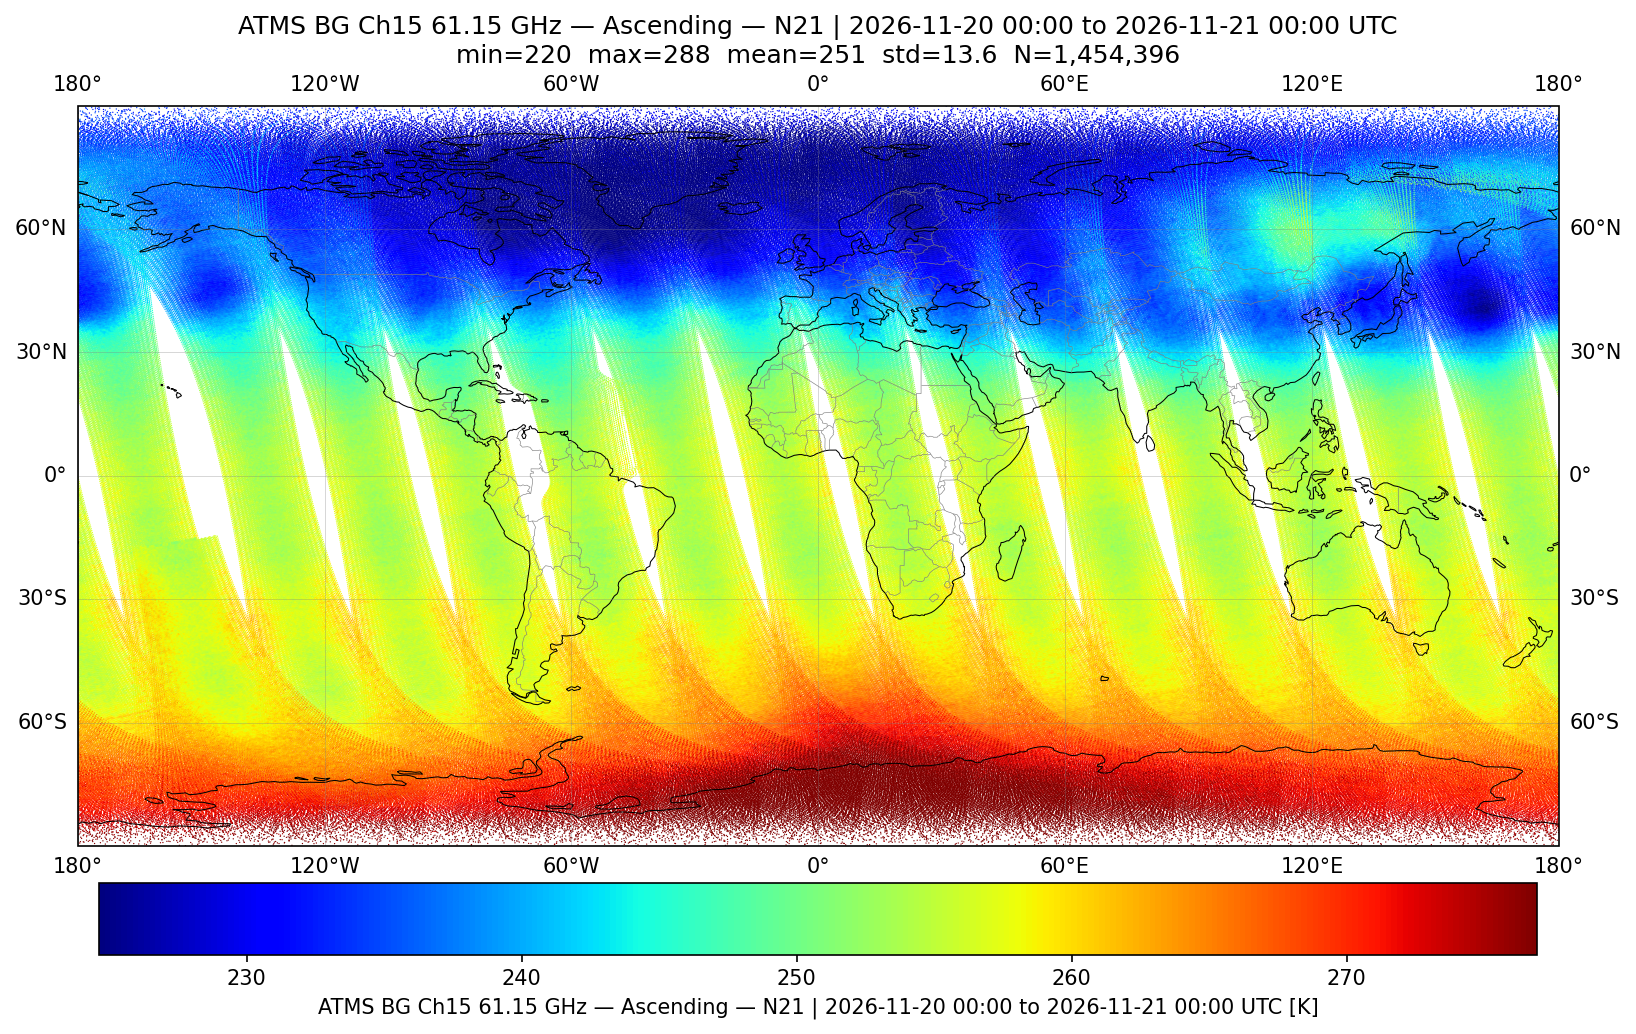 ATMS BG Ch15 61.15 GHz — Ascending — N21 | 2026-11-20 00:00 to 2026-11-21 00:00 UTC
min=220 max=288 mean=251 std=13.6 N=1,454,396
180° 120°W 60°W 0° 60°E 120°E 180°
60°N 60°N
30°N 30°N
0° 0°
30°S 30°S
60°S 60°S
180° 120°W 60°W 0° 60°E 120°E 180°
230 240 250 260 270
ATMS BG Ch15 61.15 GHz — Ascending — N21 | 2026-11-20 00:00 to 2026-11-21 00:00 UTC [K]